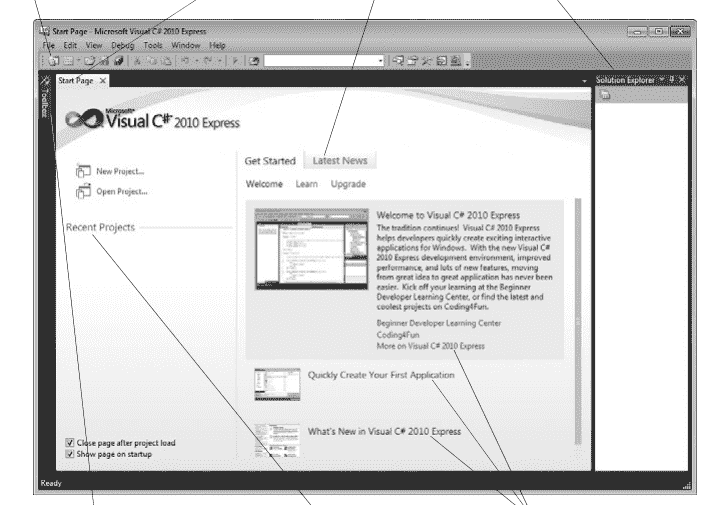 Start Page - Microsoft Visual C# 2010 Express
File Edit View Debug Tools Window Help
Toolbox
Start Page
Solution Explorer
Microsoft®
Visual C#® 2010 Express
New Project...
Open Project...
Recent Projects
Get Started Latest News
Welcome Learn Upgrade
Welcome to Visual C# 2010 Express
The tradition continues! Visual C# 2010 Express
helps developers quickly create exciting interactive
applications for Windows. With the new Visual C#
2010 Express development environment, improved
performance, and lots of new features, moving
from great idea to great application has never been
easier. Kick off your learning at the Beginner
Developer Learning Center, or find the latest and
coolest projects on Coding4Fun.
Beginner Developer Learning Center
Coding4Fun
More on Visual C# 2010 Express
Quickly Create Your First Application
What's New in Visual C# 2010 Express
Close page after project load
Show page on startup
Ready